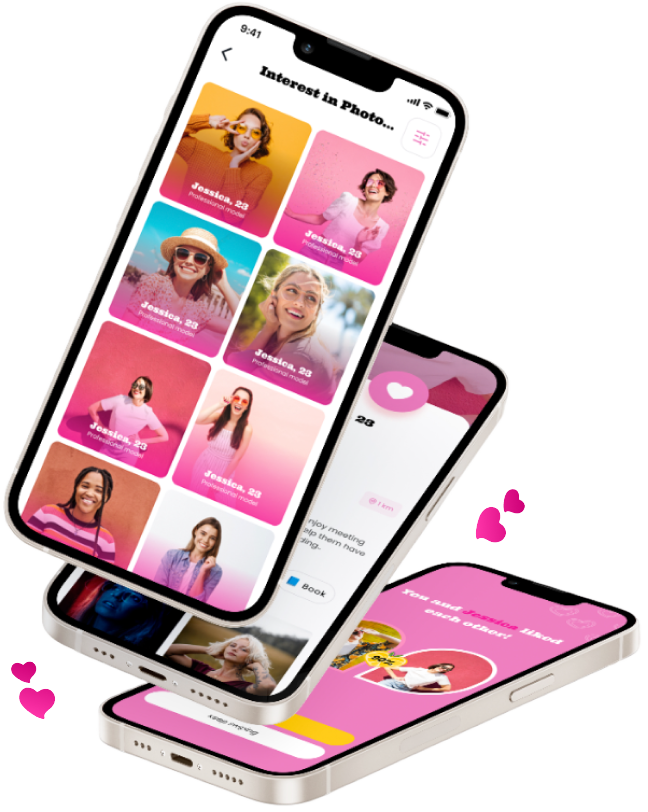 9:41
Interest in Photo...
Jessica, 23
Professional model
Jessica, 23
Professional model
Jessica, 23
Professional model
Jessica, 23
Professional model
Jessica, 23
Professional model
Jessica, 23
Professional model
23
1 km
njoy meeting
elp them have
ding..
Book
You and Jessica liked
each other!
90%